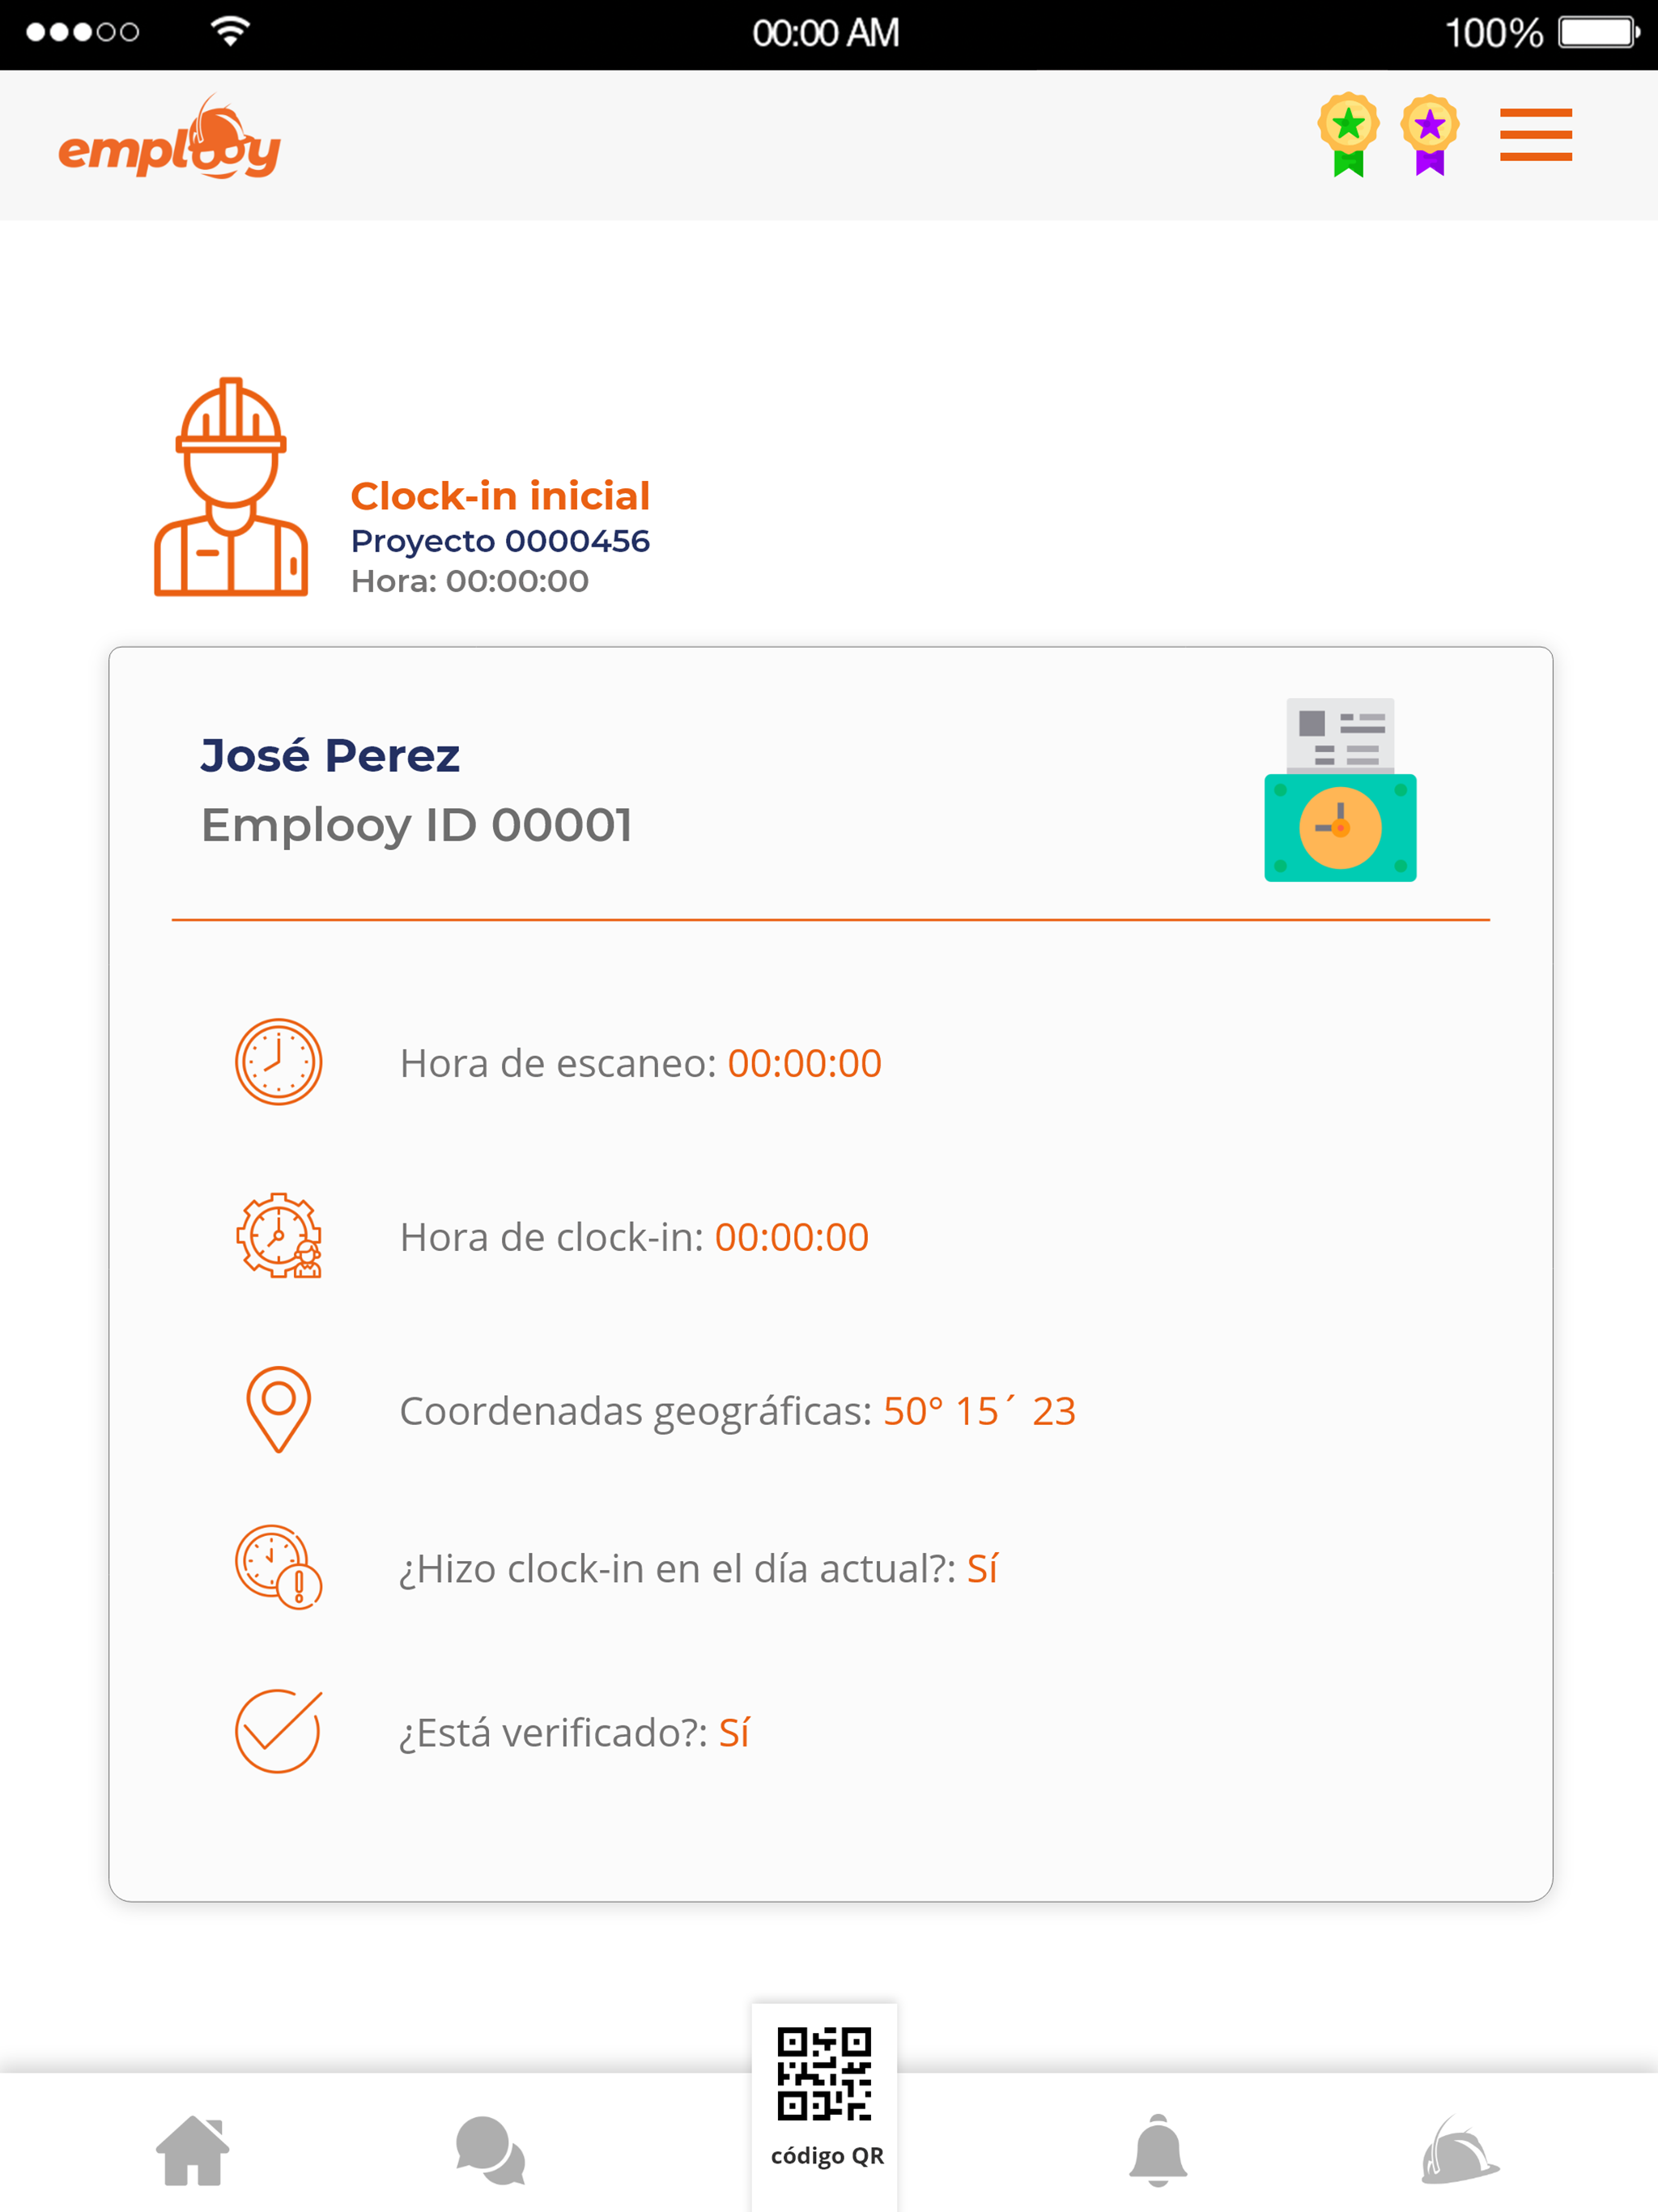 00:00 AM
100%
emplooy
Clock-in inicial
Proyecto 0000456
Hora: 00:00:00
José Perez
Emplooy ID 00001
Hora de escaneo: 00:00:00
Hora de clock-in: 00:00:00
Coordenadas geográficas: 50° 15´ 23
¿Hizo clock-in en el día actual?: Sí
¿Está verificado?: Sí
código QR